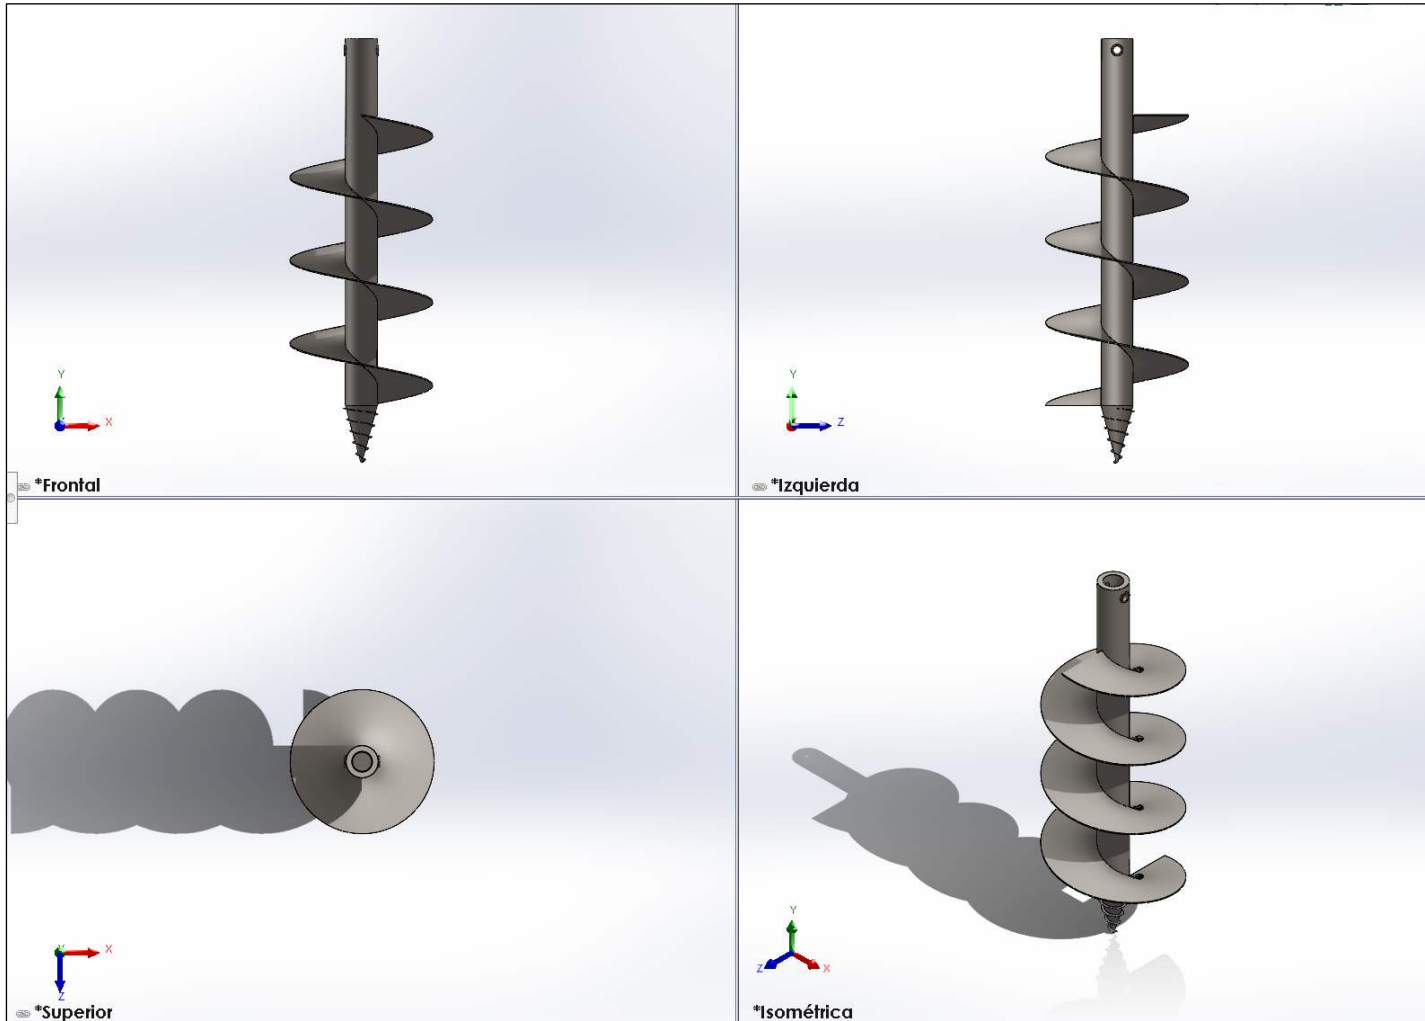 Y
X
*Frontal
Y
Z
*Izquierda
Y
X
Z
*Superior
Y
Z
X
*Isométrica